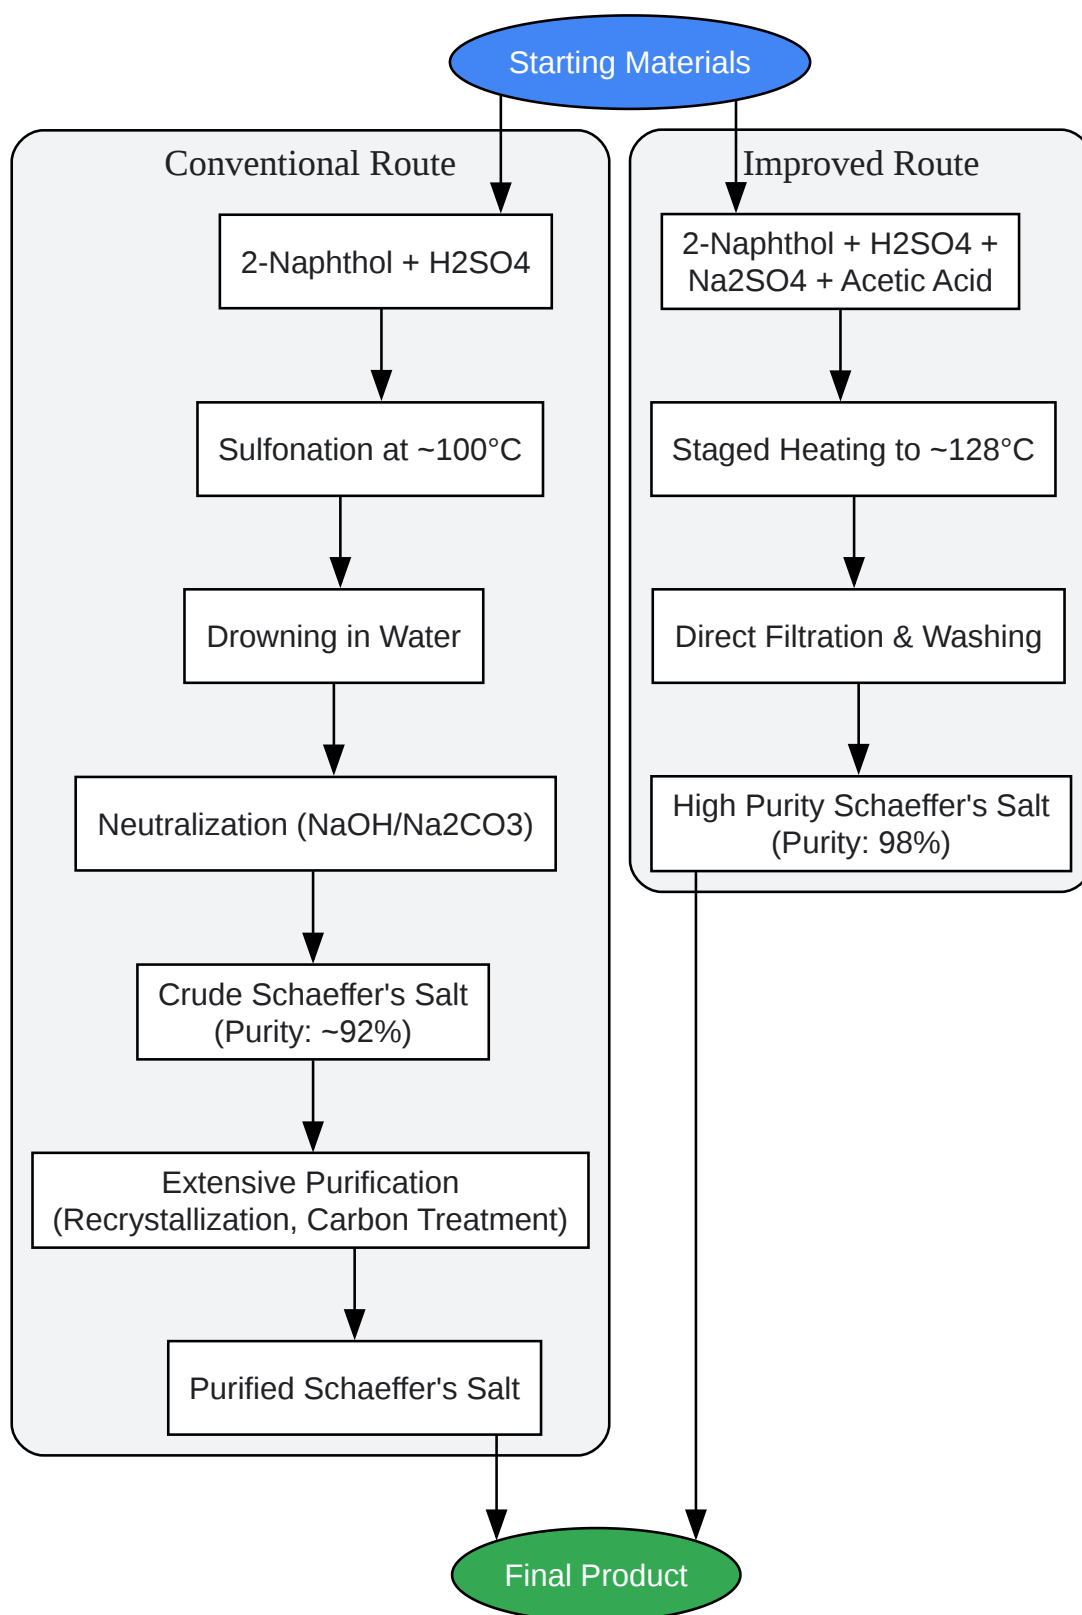 Starting Materials
Conventional Route
2-Naphthol + H2SO4
Sulfonation at ~100°C
Drowning in Water
Neutralization (NaOH/Na2CO3)
Crude Schaeffer's Salt
(Purity: ~92%)
Extensive Purification
(Recrystallization, Carbon Treatment)
Purified Schaeffer's Salt
Improved Route
2-Naphthol + H2SO4 +
Na2SO4 + Acetic Acid
Staged Heating to ~128°C
Direct Filtration & Washing
High Purity Schaeffer's Salt
(Purity: 98%)
Final Product